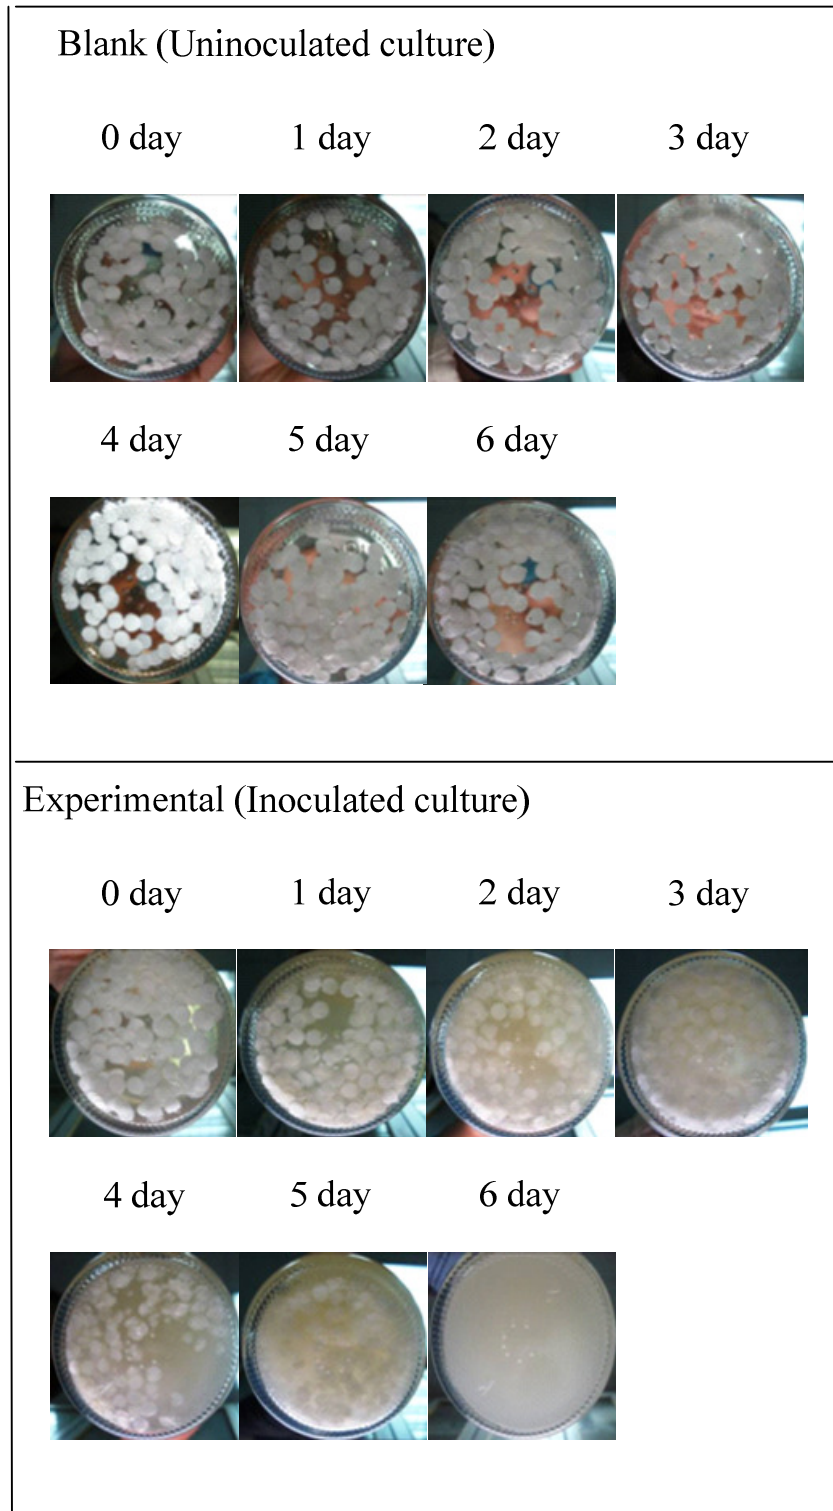 Blank (Uninoculated culture)
0 day 1 day 2 day 3 day
4 day 5 day 6 day
Experimental (Inoculated culture)
0 day 1 day 2 day 3 day
4 day 5 day 6 day